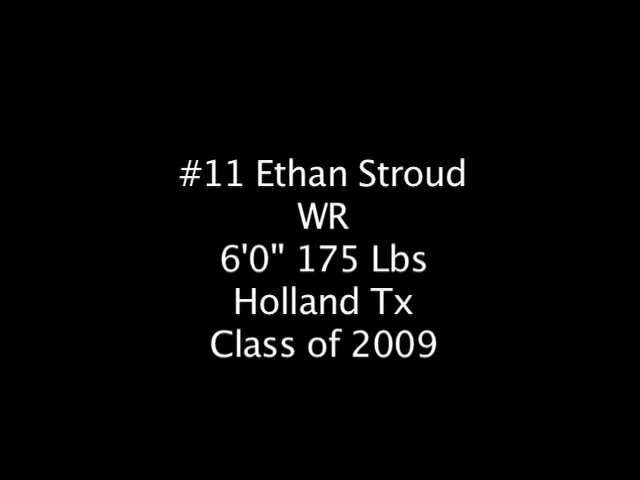 #11 Ethan Stroud
WR
6'0" 175 Lbs
Holland Tx
Class of 2009